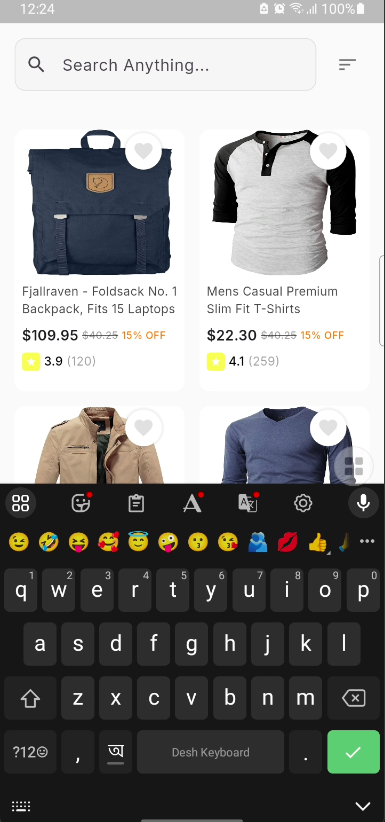 12:24
100%
Search Anything...
Fjallraven - Foldsack No. 1
Backpack, Fits 15 Laptops
$109.95 $40.25 15% OFF
3.9 (120)
Mens Casual Premium
Slim Fit T-Shirts
$22.30 $40.25 15% OFF
4.1 (259)
1 2 3 4 5 6 7 8 9 0
q w e r t y u i o p
a s d f g h j k l
z x c v b n m
?123☺ , অ Desh Keyboard .